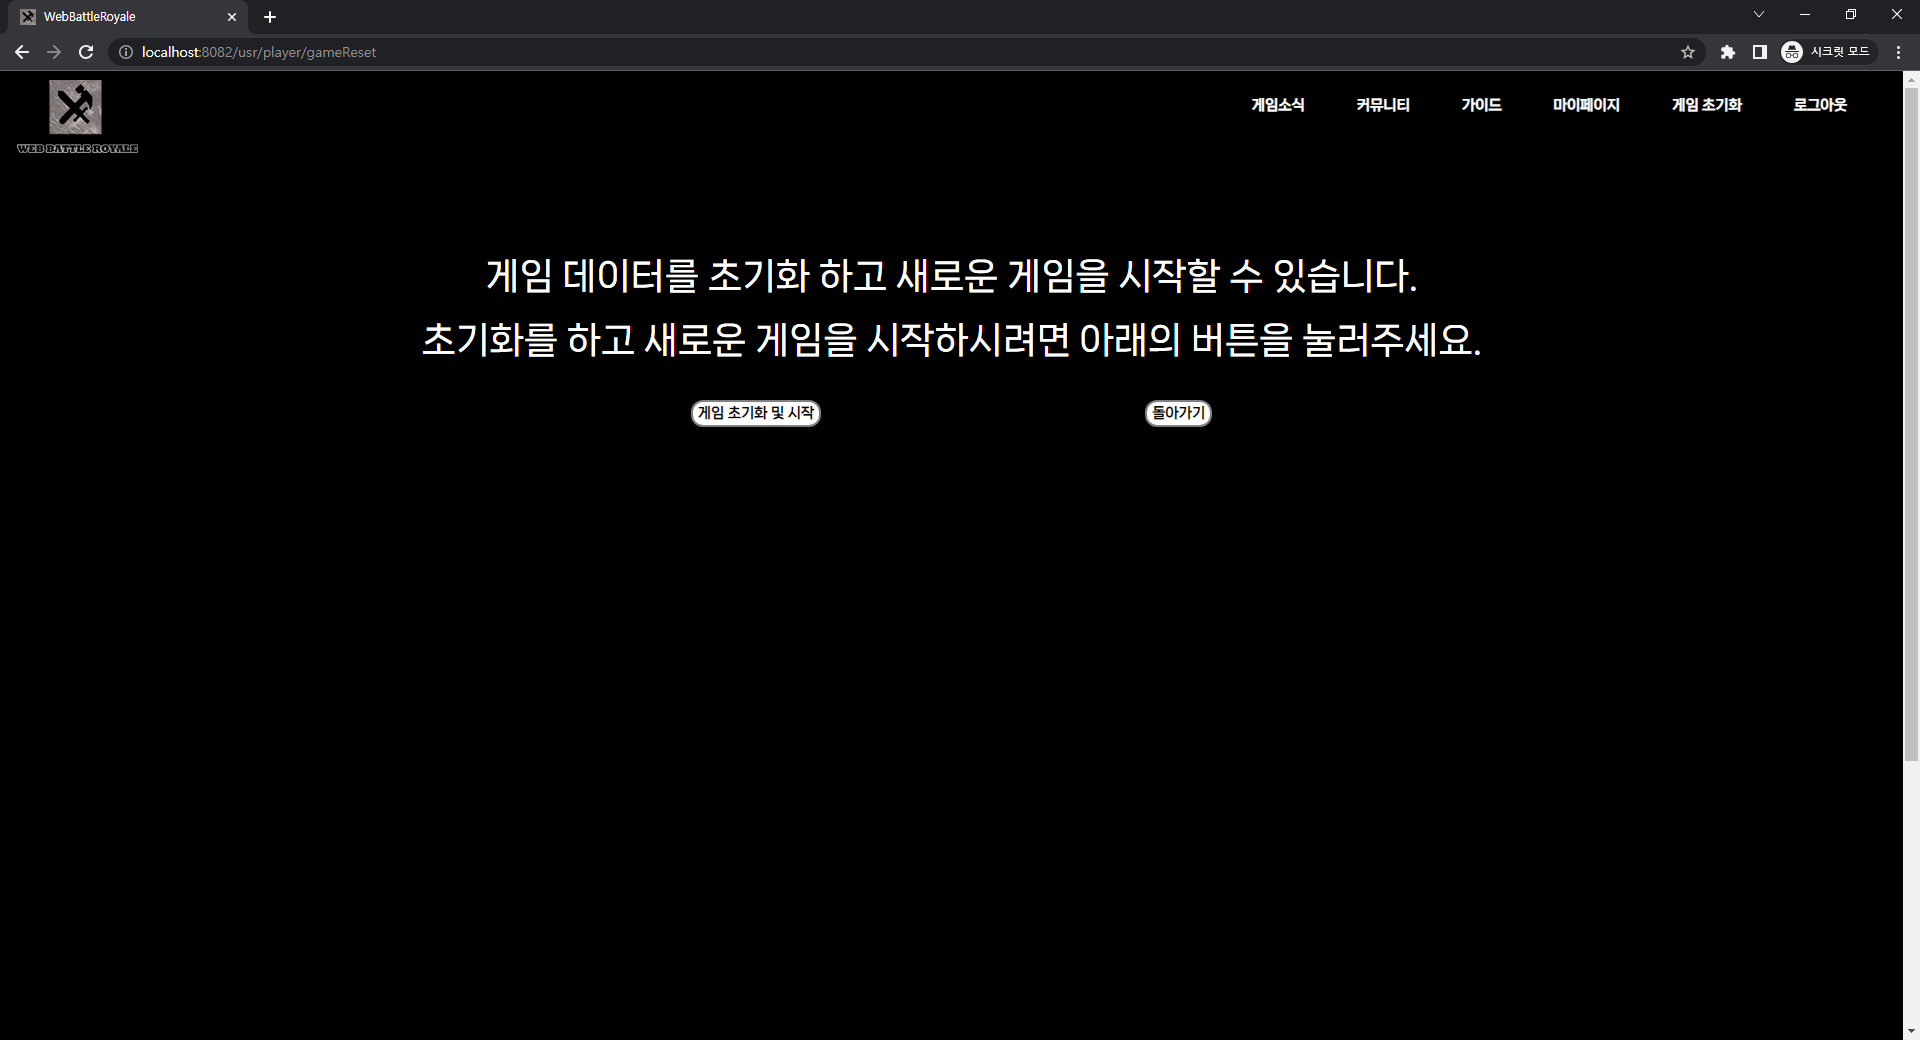 WebBattleRoyale
localhost:8082/usr/player/gameReset
시크릿 모드
WEB BATTLE ROYALE
게임소식 커뮤니티 가이드 마이페이지 게임 초기화 로그아웃
게임 데이터를 초기화 하고 새로운 게임을 시작할 수 있습니다.
초기화를 하고 새로운 게임을 시작하시려면 아래의 버튼을 눌러주세요.
게임 초기화 및 시작 돌아가기